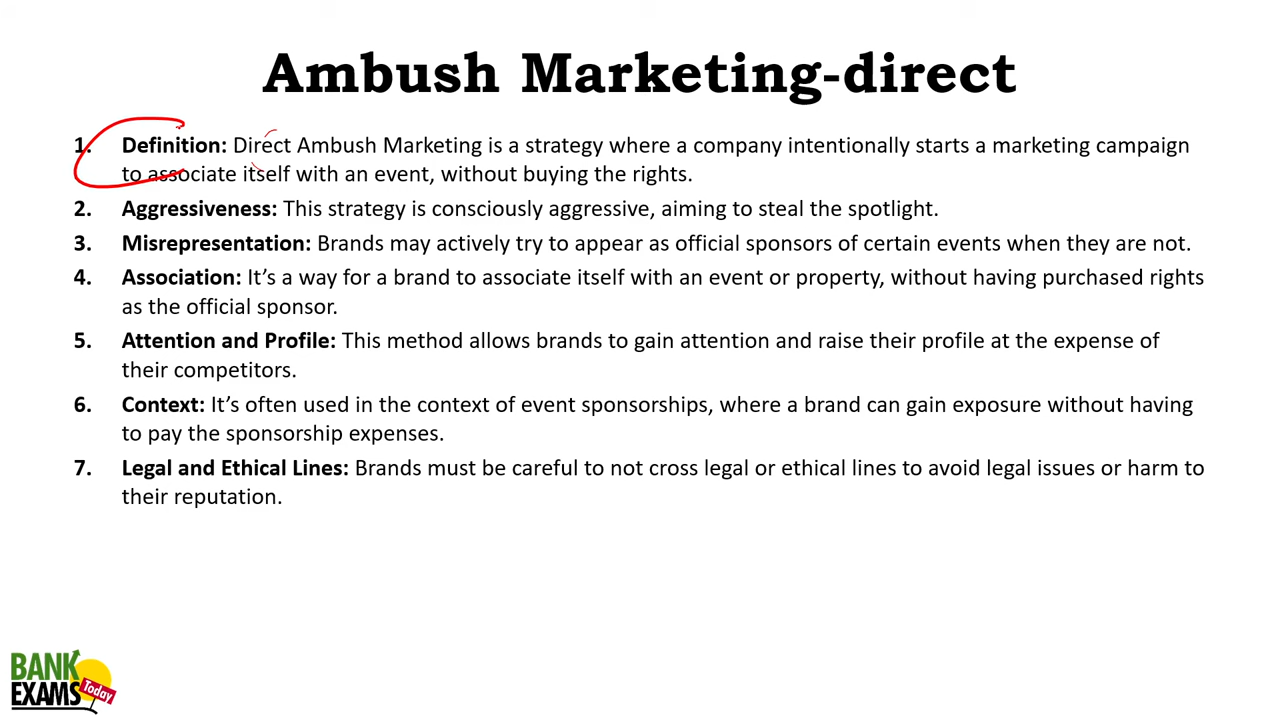 Ambush Marketing-direct
1. Definition: Direct Ambush Marketing is a strategy where a company intentionally starts a marketing campaign
to associate itself with an event, without buying the rights.
2. Aggressiveness: This strategy is consciously aggressive, aiming to steal the spotlight.
3. Misrepresentation: Brands may actively try to appear as official sponsors of certain events when they are not.
4. Association: It’s a way for a brand to associate itself with an event or property, without having purchased rights
as the official sponsor.
5. Attention and Profile: This method allows brands to gain attention and raise their profile at the expense of
their competitors.
6. Context: It’s often used in the context of event sponsorships, where a brand can gain exposure without having
to pay the sponsorship expenses.
7. Legal and Ethical Lines: Brands must be careful to not cross legal or ethical lines to avoid legal issues or harm to
their reputation.
BANK
EXAMS
Today